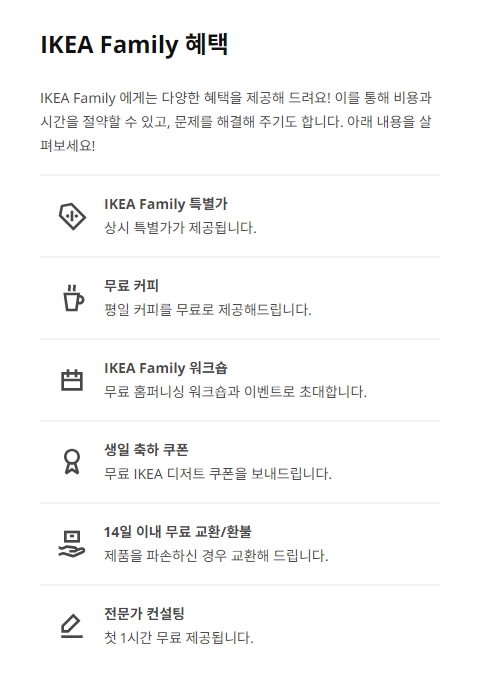 IKEA Family 혜택
IKEA Family 에게는 다양한 혜택을 제공해 드려요! 이를 통해 비용과
시간을 절약할 수 있고, 문제를 해결해 주기도 합니다. 아래 내용을 살
펴보세요!
IKEA Family 특별가
상시 특별가가 제공됩니다.
무료 커피
평일 커피를 무료로 제공해드립니다.
IKEA Family 워크숍
무료 홈퍼니싱 워크숍과 이벤트로 초대합니다.
생일 축하 쿠폰
무료 IKEA 디저트 쿠폰을 보내드립니다.
14일 이내 무료 교환/환불
제품을 파손하신 경우 교환해 드립니다.
전문가 컨설팅
첫 1시간 무료 제공됩니다.